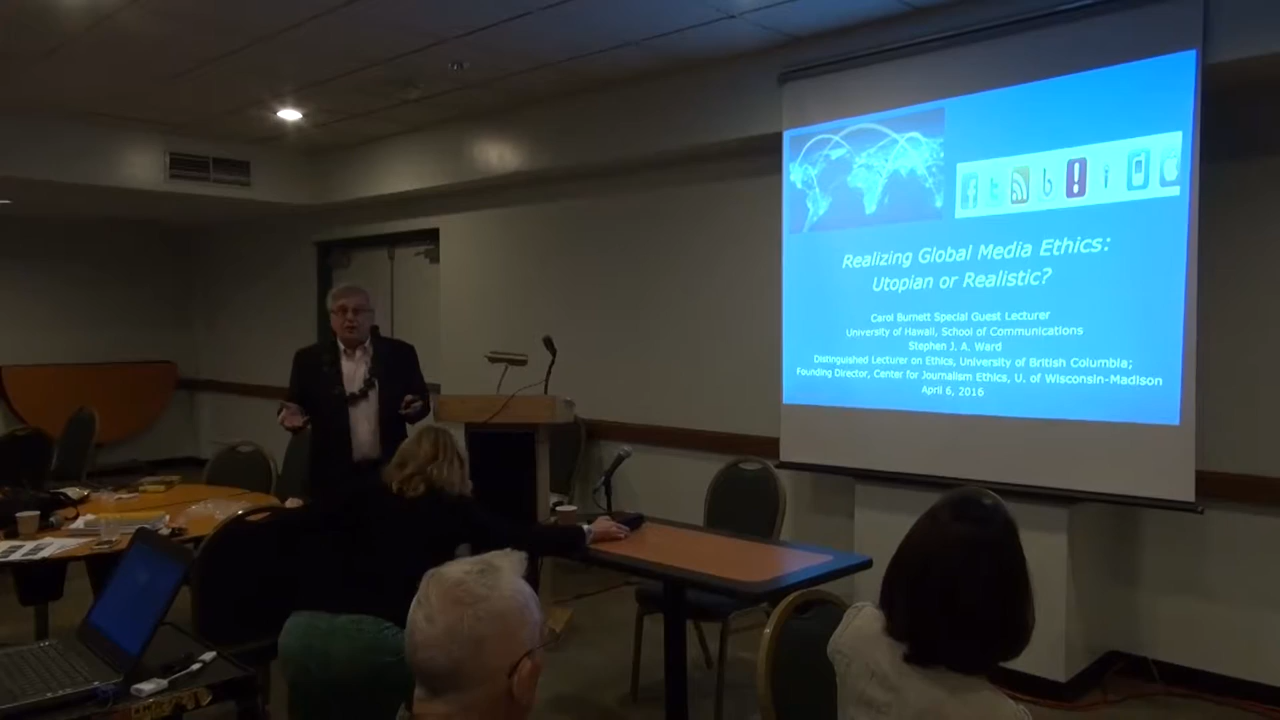 Realizing Global Media Ethics:
Utopian or Realistic?
Carol Burnett Special Guest Lecturer
University of Hawaii, School of Communications
Stephen J. A. Ward
Distinguished Lecturer on Ethics, University of British Columbia;
Founding Director, Center for Journalism Ethics, U. of Wisconsin-Madison
April 6, 2016